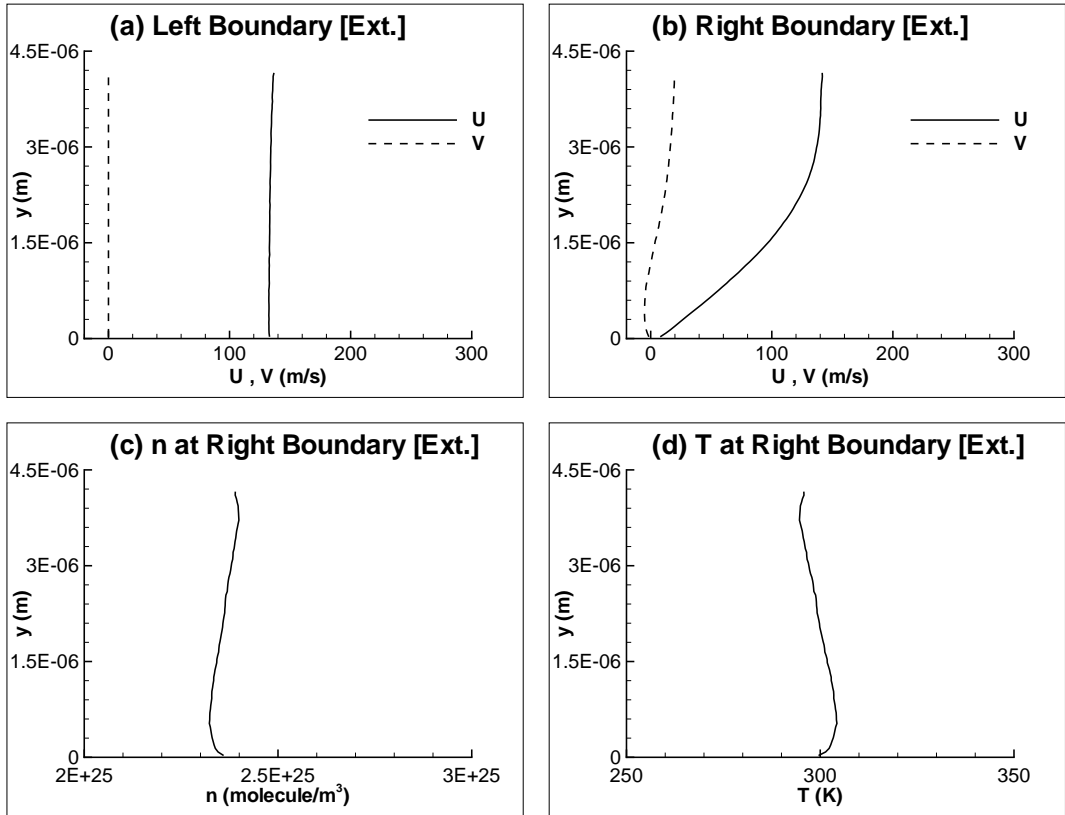 (a) Left Boundary [Ext.]
4.5E-06
3E-06
1.5E-06
0
y (m)
U
V
0
100
200
300
U , V (m/s)
(b) Right Boundary [Ext.]
4.5E-06
3E-06
1.5E-06
0
y (m)
U
V
0
100
200
300
U , V (m/s)
(c) n at Right Boundary [Ext.]
4.5E-06
3E-06
1.5E-06
0
y (m)
2E+25
2.5E+25
3E+25
n (molecule/m³)
(d) T at Right Boundary [Ext.]
4.5E-06
3E-06
1.5E-06
0
y (m)
250
300
350
T (K)